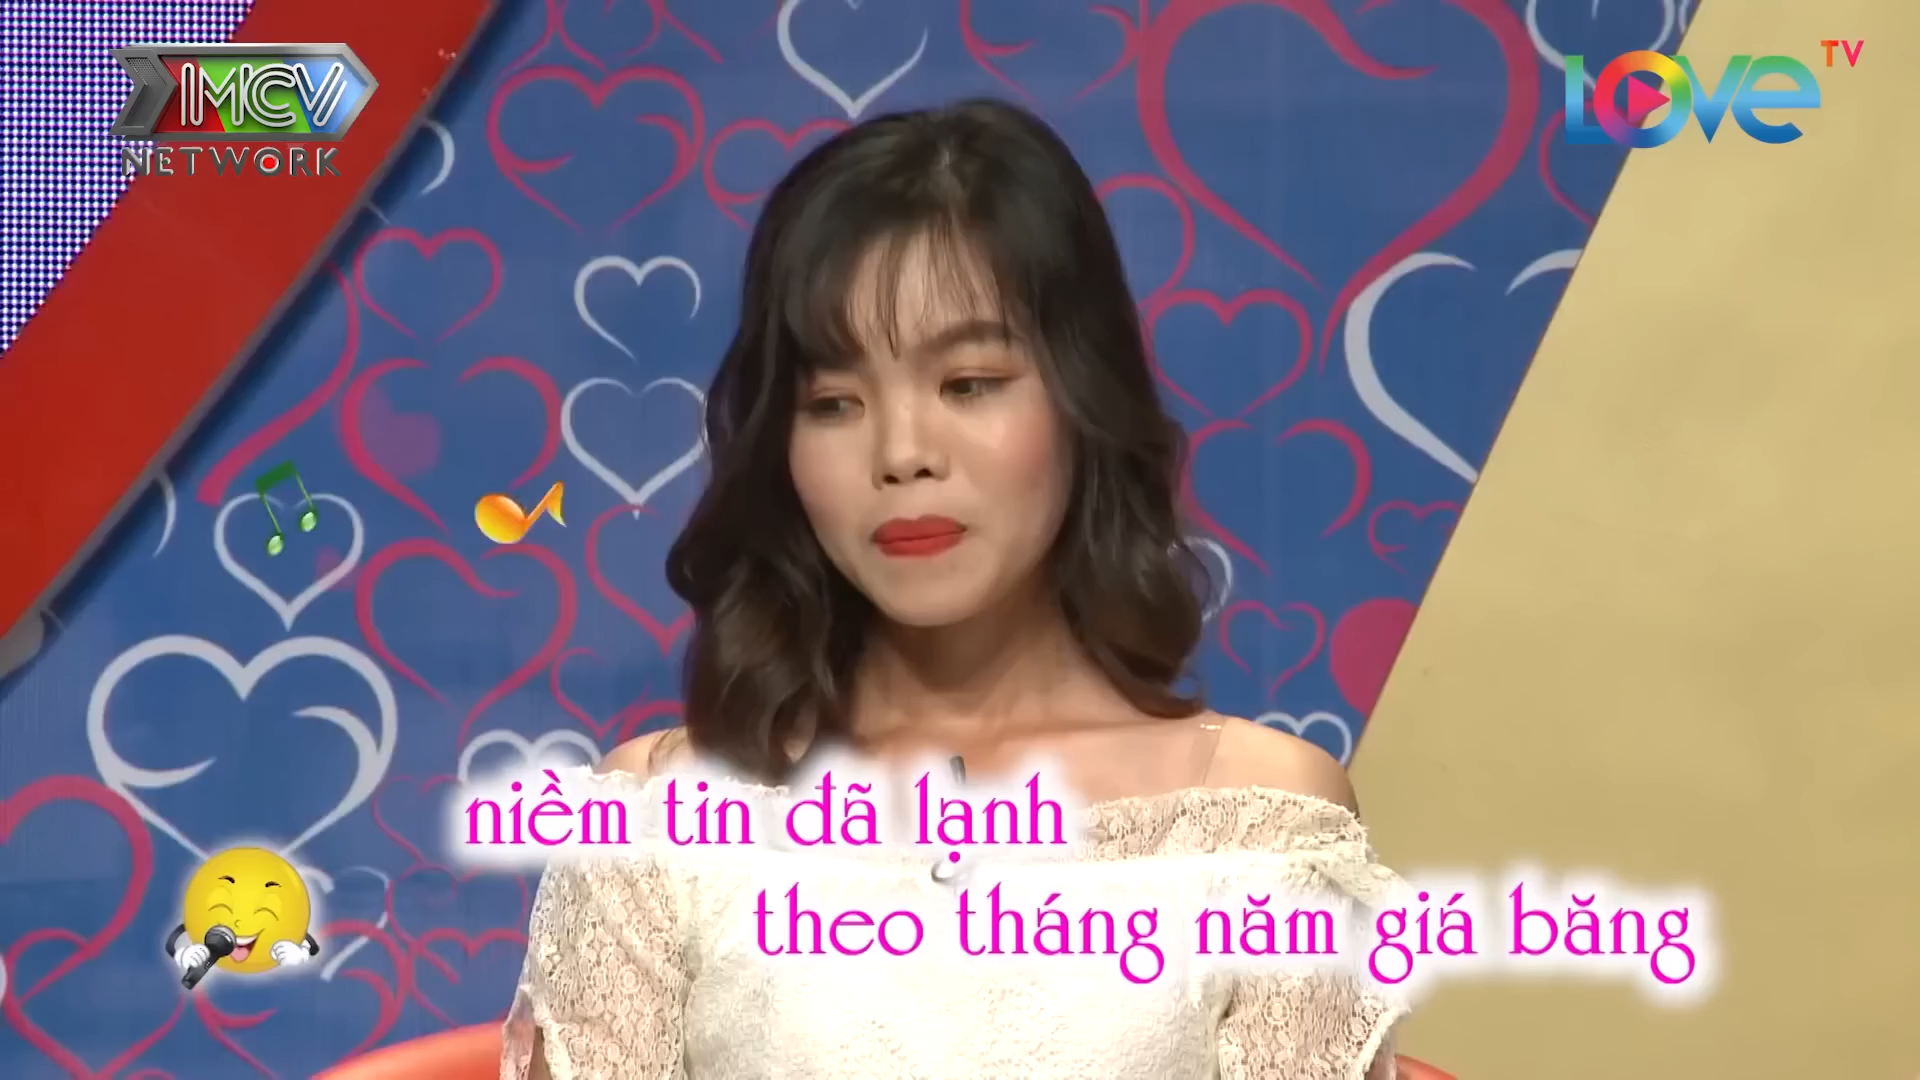 MCV
NETWORK
LOVE TV
niềm tin đã lạnh
theo tháng năm giá băng